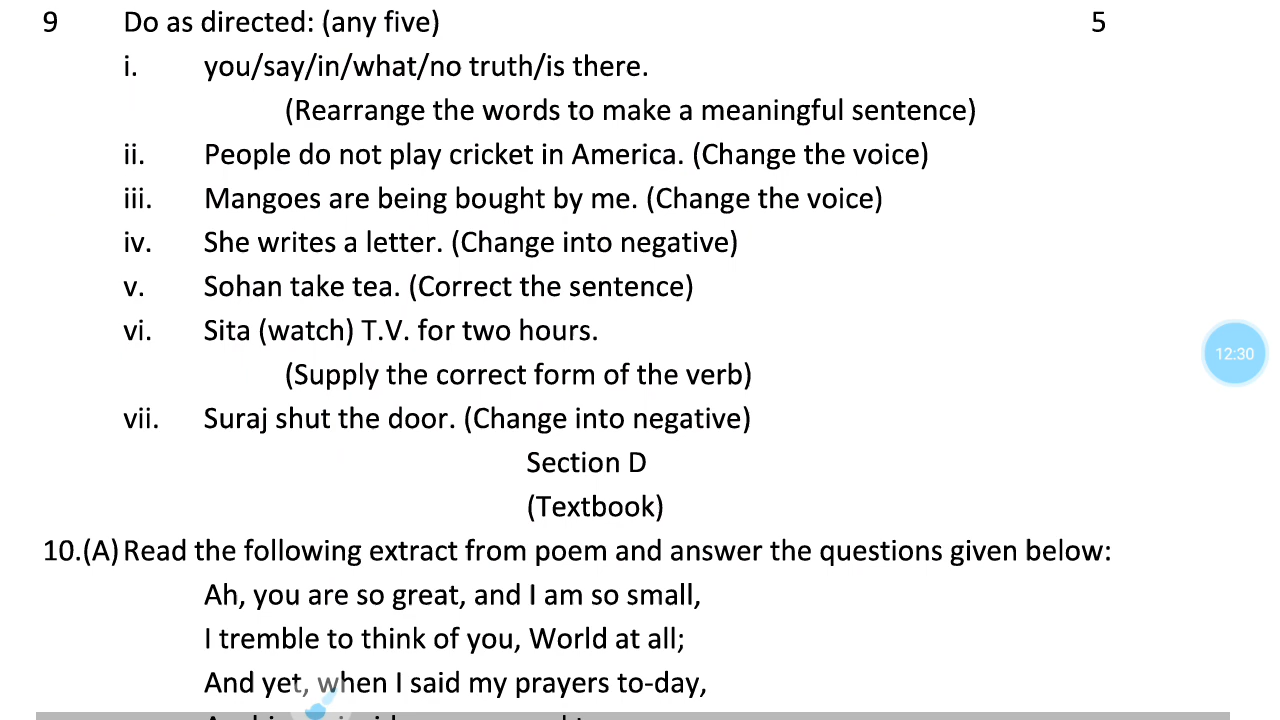 9 Do as directed: (any five) 5
i. you/say/in/what/no truth/is there.
(Rearrange the words to make a meaningful sentence)
ii. People do not play cricket in America. (Change the voice)
iii. Mangoes are being bought by me. (Change the voice)
iv. She writes a letter. (Change into negative)
v. Sohan take tea. (Correct the sentence)
vi. Sita (watch) T.V. for two hours.
12:30
(Supply the correct form of the verb)
vii. Suraj shut the door. (Change into negative)
Section D
(Textbook)
10.(A) Read the following extract from poem and answer the questions given below:
Ah, you are so great, and I am so small,
I tremble to think of you, World at all;
And yet, when I said my prayers to-day,